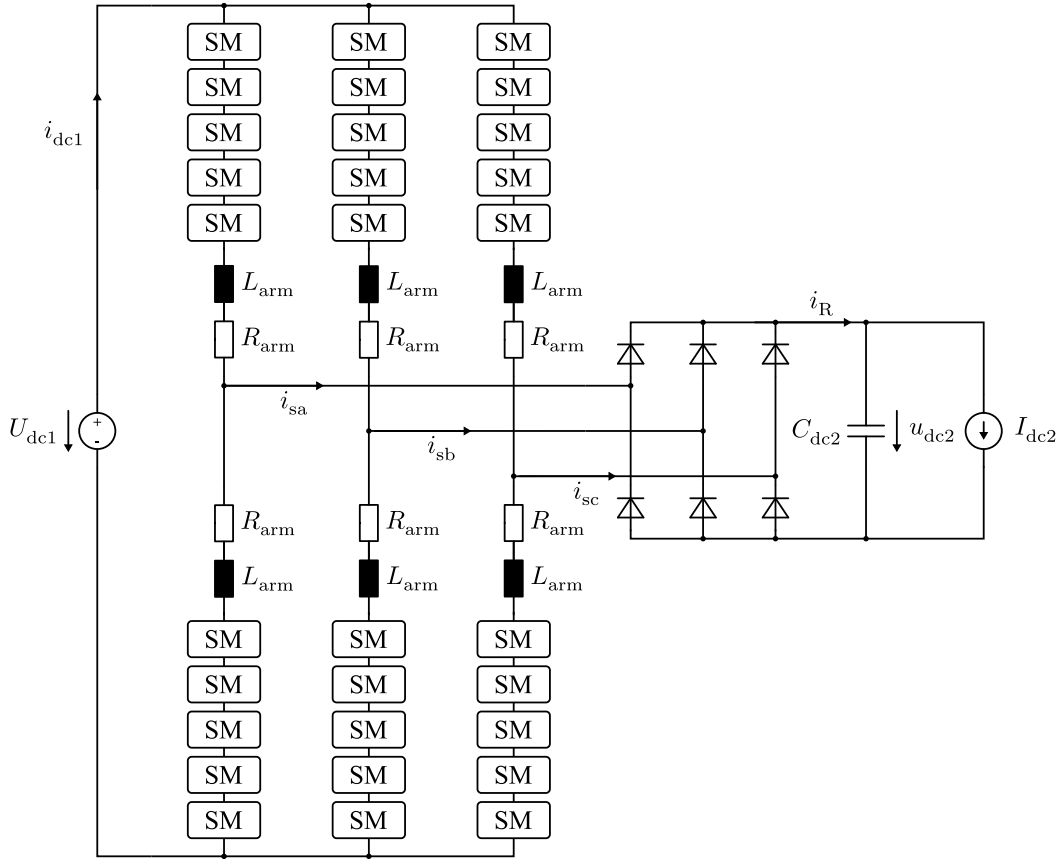 SM SM SM
SM SM SM
SM SM SM
SM SM SM
SM SM SM
i_dc1
L_arm L_arm L_arm
R_arm R_arm R_arm
i_R
i_sa
i_sb
i_sc
U_dc1
+
-
C_dc2 u_dc2 I_dc2
R_arm R_arm R_arm
L_arm L_arm L_arm
SM SM SM
SM SM SM
SM SM SM
SM SM SM
SM SM SM